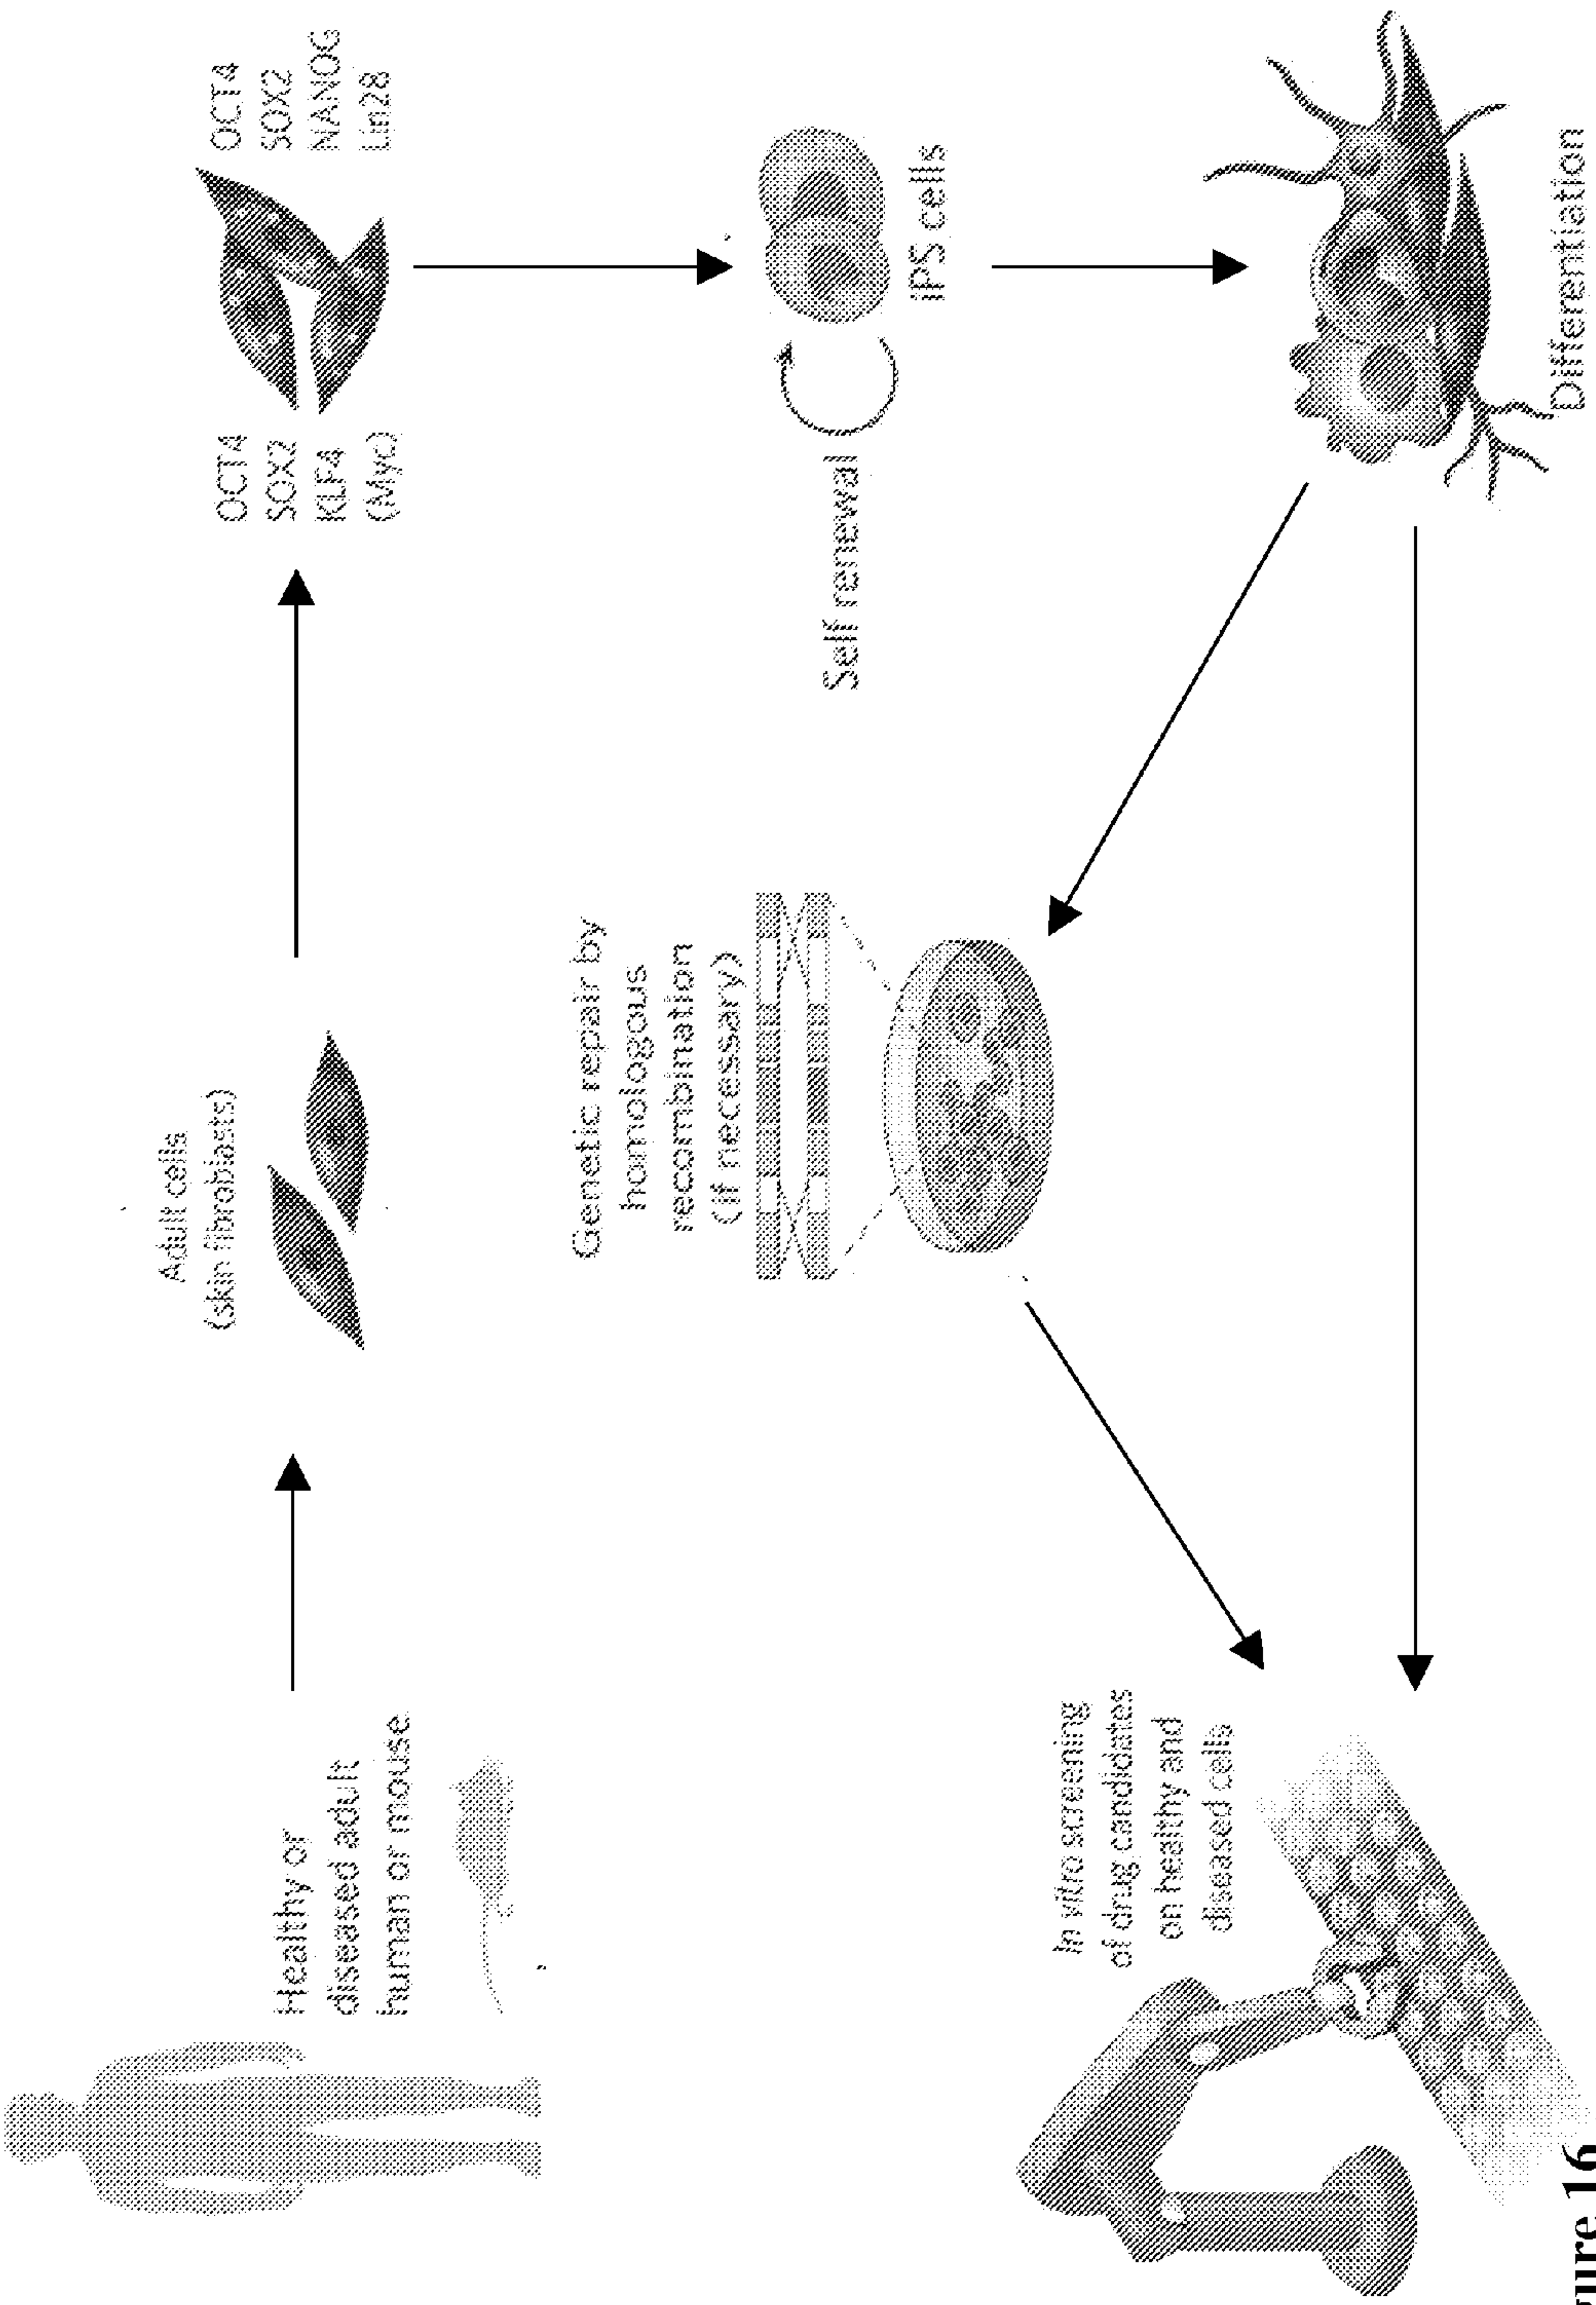 Healthy or
diseased adult
human or mouse
Adult cells
(skin fibroblasts)
OCT4
SOX2
KLF4
(Myc)
OCT4
SOX2
NANOG
Lin28
Self renewal
iPS cells
Genetic repair by
homologous
recombination
(if necessary)
In vitro screening
of drug candidates
on healthy and
diseased cells
Differentiation
gure 16